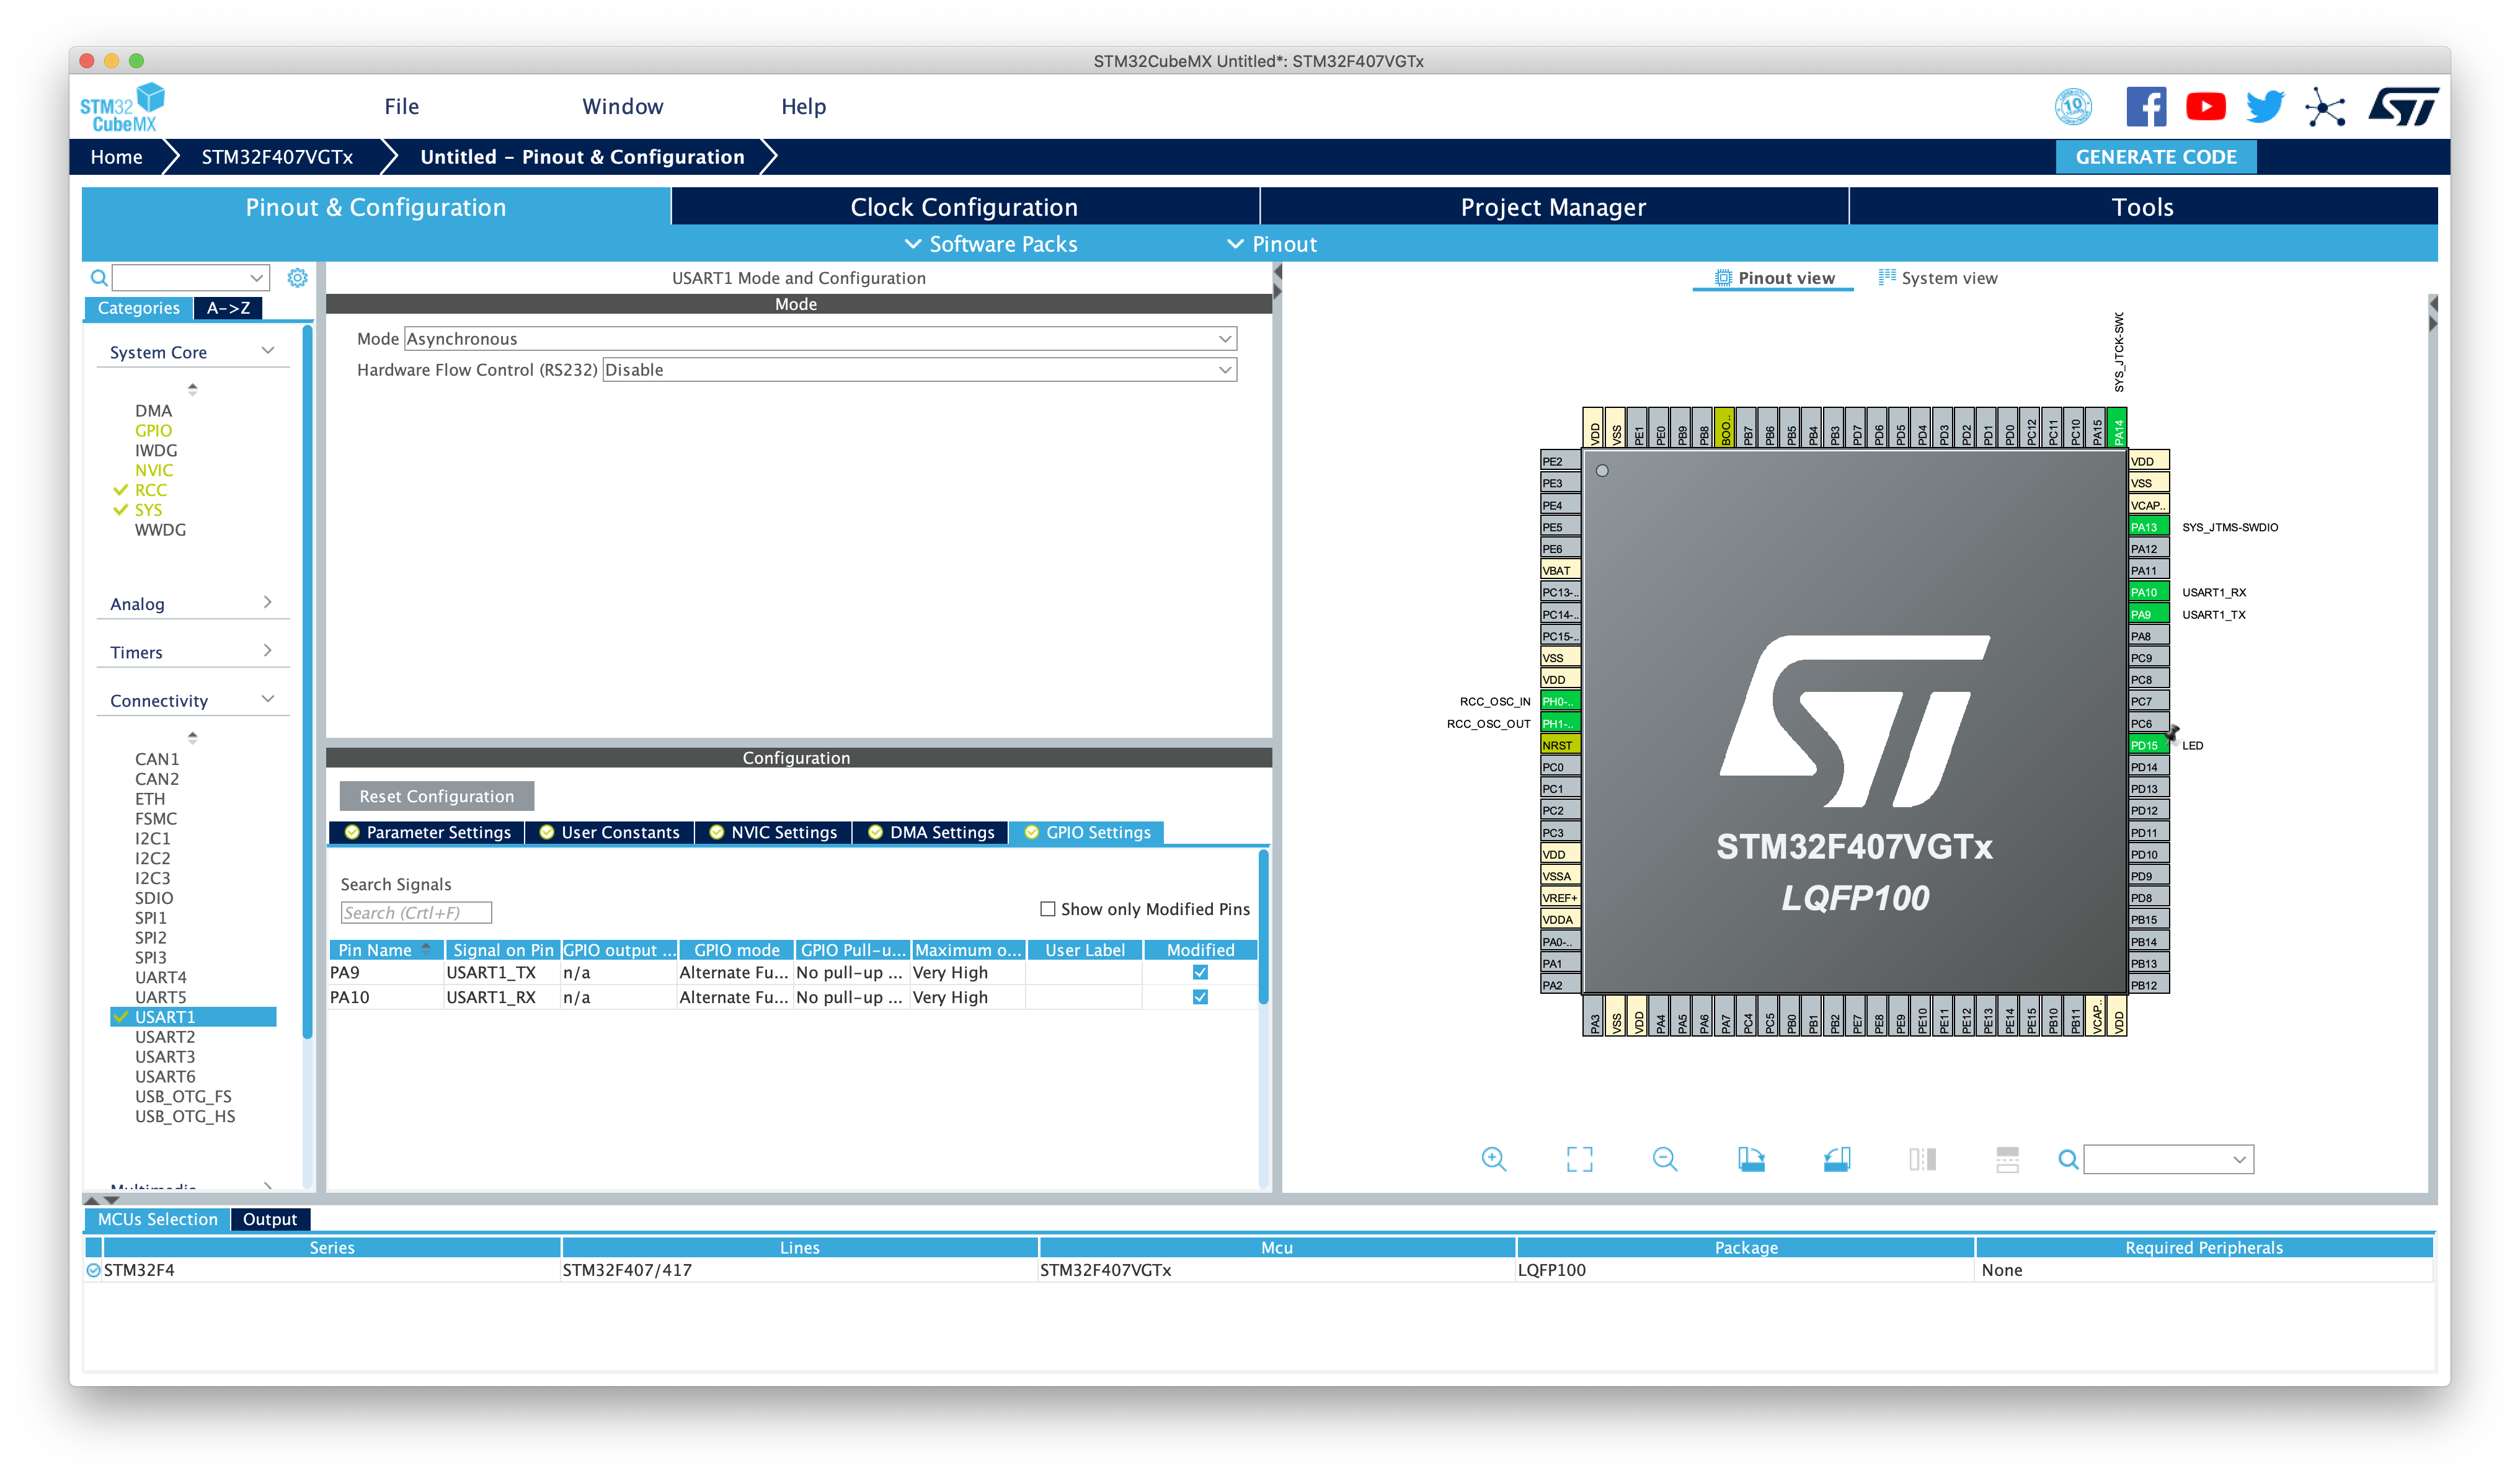 STM32CubeMX Untitled*: STM32F407VGTx
STM32
CubeMX
File
Window
Help
10
ST
Home
STM32F407VGTx
Untitled – Pinout & Configuration
GENERATE CODE
Pinout & Configuration
Clock Configuration
Project Manager
Tools
Software Packs
Pinout
Categories
A->Z
System Core
DMA
GPIO
IWDG
NVIC
RCC
SYS
WWDG
Analog
Timers
Connectivity
CAN1
CAN2
ETH
FSMC
I2C1
I2C2
I2C3
SDIO
SPI1
SPI2
SPI3
UART4
UART5
USART1
USART2
USART3
USART6
USB_OTG_FS
USB_OTG_HS
Multimedia
USART1 Mode and Configuration
Mode
Mode Asynchronous
Hardware Flow Control (RS232) Disable
Configuration
Reset Configuration
Parameter Settings
User Constants
NVIC Settings
DMA Settings
GPIO Settings
Search Signals
Search (Crtl+F)
Show only Modified Pins
Pin Name Signal on Pin GPIO output ... GPIO mode GPIO Pull-u... Maximum o... User Label Modified
PA9 USART1_TX n/a Alternate Fu... No pull-up ... Very High
PA10 USART1_RX n/a Alternate Fu... No pull-up ... Very High
Pinout view
System view
SYS_JTCK-SWC
VDD VSS PE1 PE0 PB9 PB8 BOO.. PB7 PB6 PB5 PB4 PB3 PD7 PD6 PD5 PD4 PD3 PD2 PD1 PD0 PC12 PC11 PC10 PA15 PA14
PE2
PE3
PE4
PE5
PE6
VBAT
PC13-..
PC14-..
PC15-..
VSS
VDD
RCC_OSC_IN PH0-..
RCC_OSC_OUT PH1-..
NRST
PC0
PC1
PC2
PC3
VDD
VSSA
VREF+
VDDA
PA0-..
PA1
PA2
ST
STM32F407VGTx
LQFP100
VDD
VSS
VCAP..
PA13 SYS_JTMS-SWDIO
PA12
PA11
PA10 USART1_RX
PA9 USART1_TX
PA8
PC9
PC8
PC7
PC6
PD15 LED
PD14
PD13
PD12
PD11
PD10
PD9
PD8
PB15
PB14
PB13
PB12
PA3 VSS VDD PA4 PA5 PA6 PA7 PC4 PC5 PB0 PB1 PB2 PE7 PE8 PE9 PE10 PE11 PE12 PE13 PE14 PE15 PB10 PB11 VCAP.. VDD
MCUs Selection
Output
Series Lines Mcu Package Required Peripherals
STM32F4 STM32F407/417 STM32F407VGTx LQFP100 None